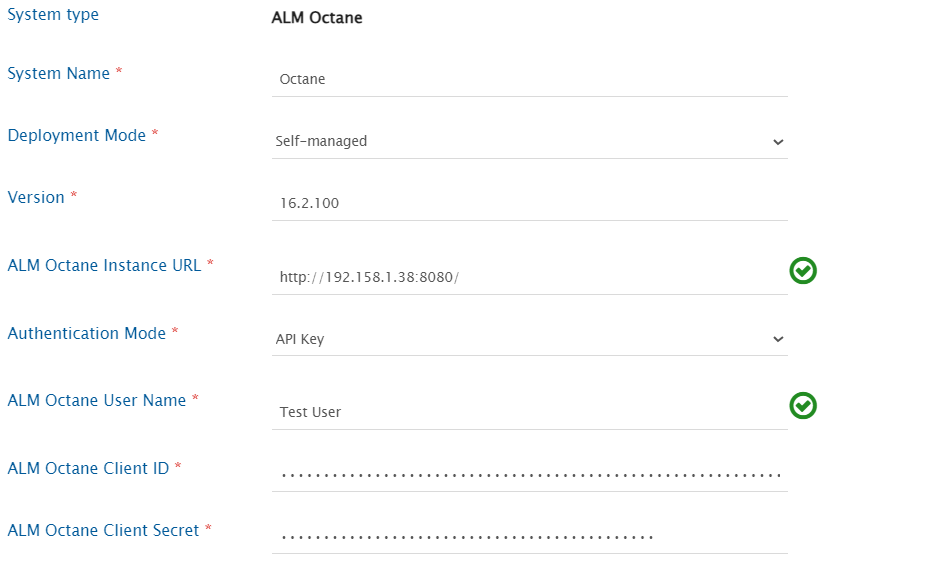 System type ALM Octane
System Name * Octane
Deployment Mode * Self-managed
Version * 16.2.100
ALM Octane Instance URL * http://192.158.1.38:8080/
Authentication Mode * API Key
ALM Octane User Name * Test User
ALM Octane Client ID *
ALM Octane Client Secret *